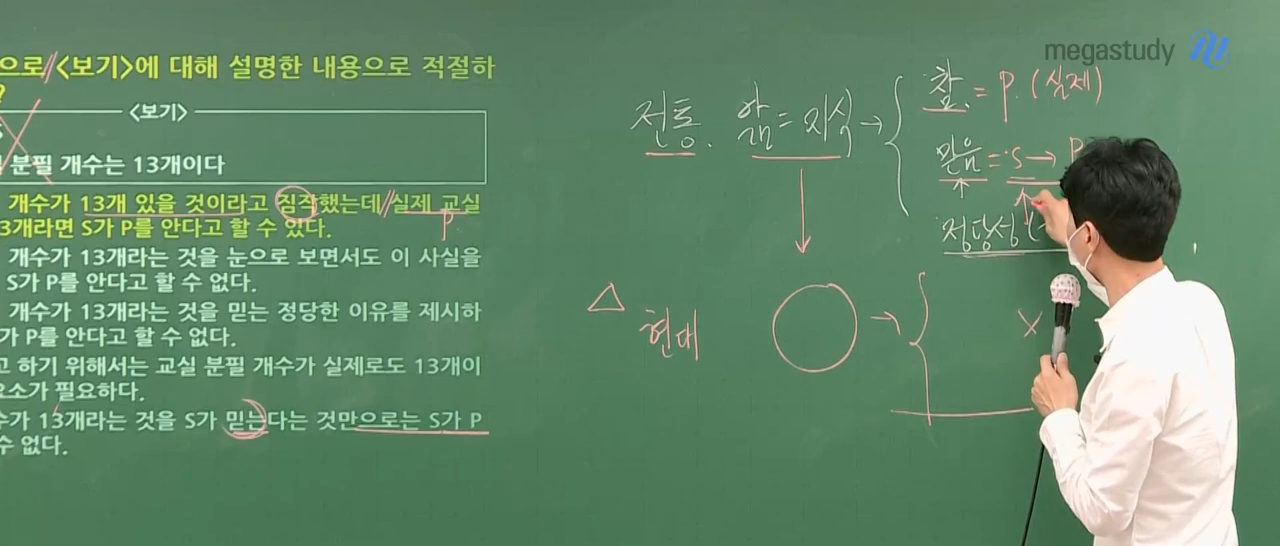 megastudy
으로 <보기>에 대해 설명한 내용으로 적절하
?
<보기>
분필 개수는 13개이다
개수가 13개 있을 것이라고 짐작했는데 실제 교실
3개라면 S가 P를 안다고 할 수 있다.
개수가 13개라는 것을 눈으로 보면서도 이 사실을
S가 P를 안다고 할 수 없다.
개수가 13개라는 것을 믿는 정당한 이유를 제시하
가 P를 안다고 할 수 없다.
고 하기 위해서는 교실 분필 개수가 실제로도 13개이
요소가 필요하다.
수가 13개라는 것을 S가 믿는다는 것만으로는 S가 P
수 없다.
P.
전통. 앎 = 지식 →
참. = P. (실제)
믿음 = S → P
정당성 (
△ 현대
→
X